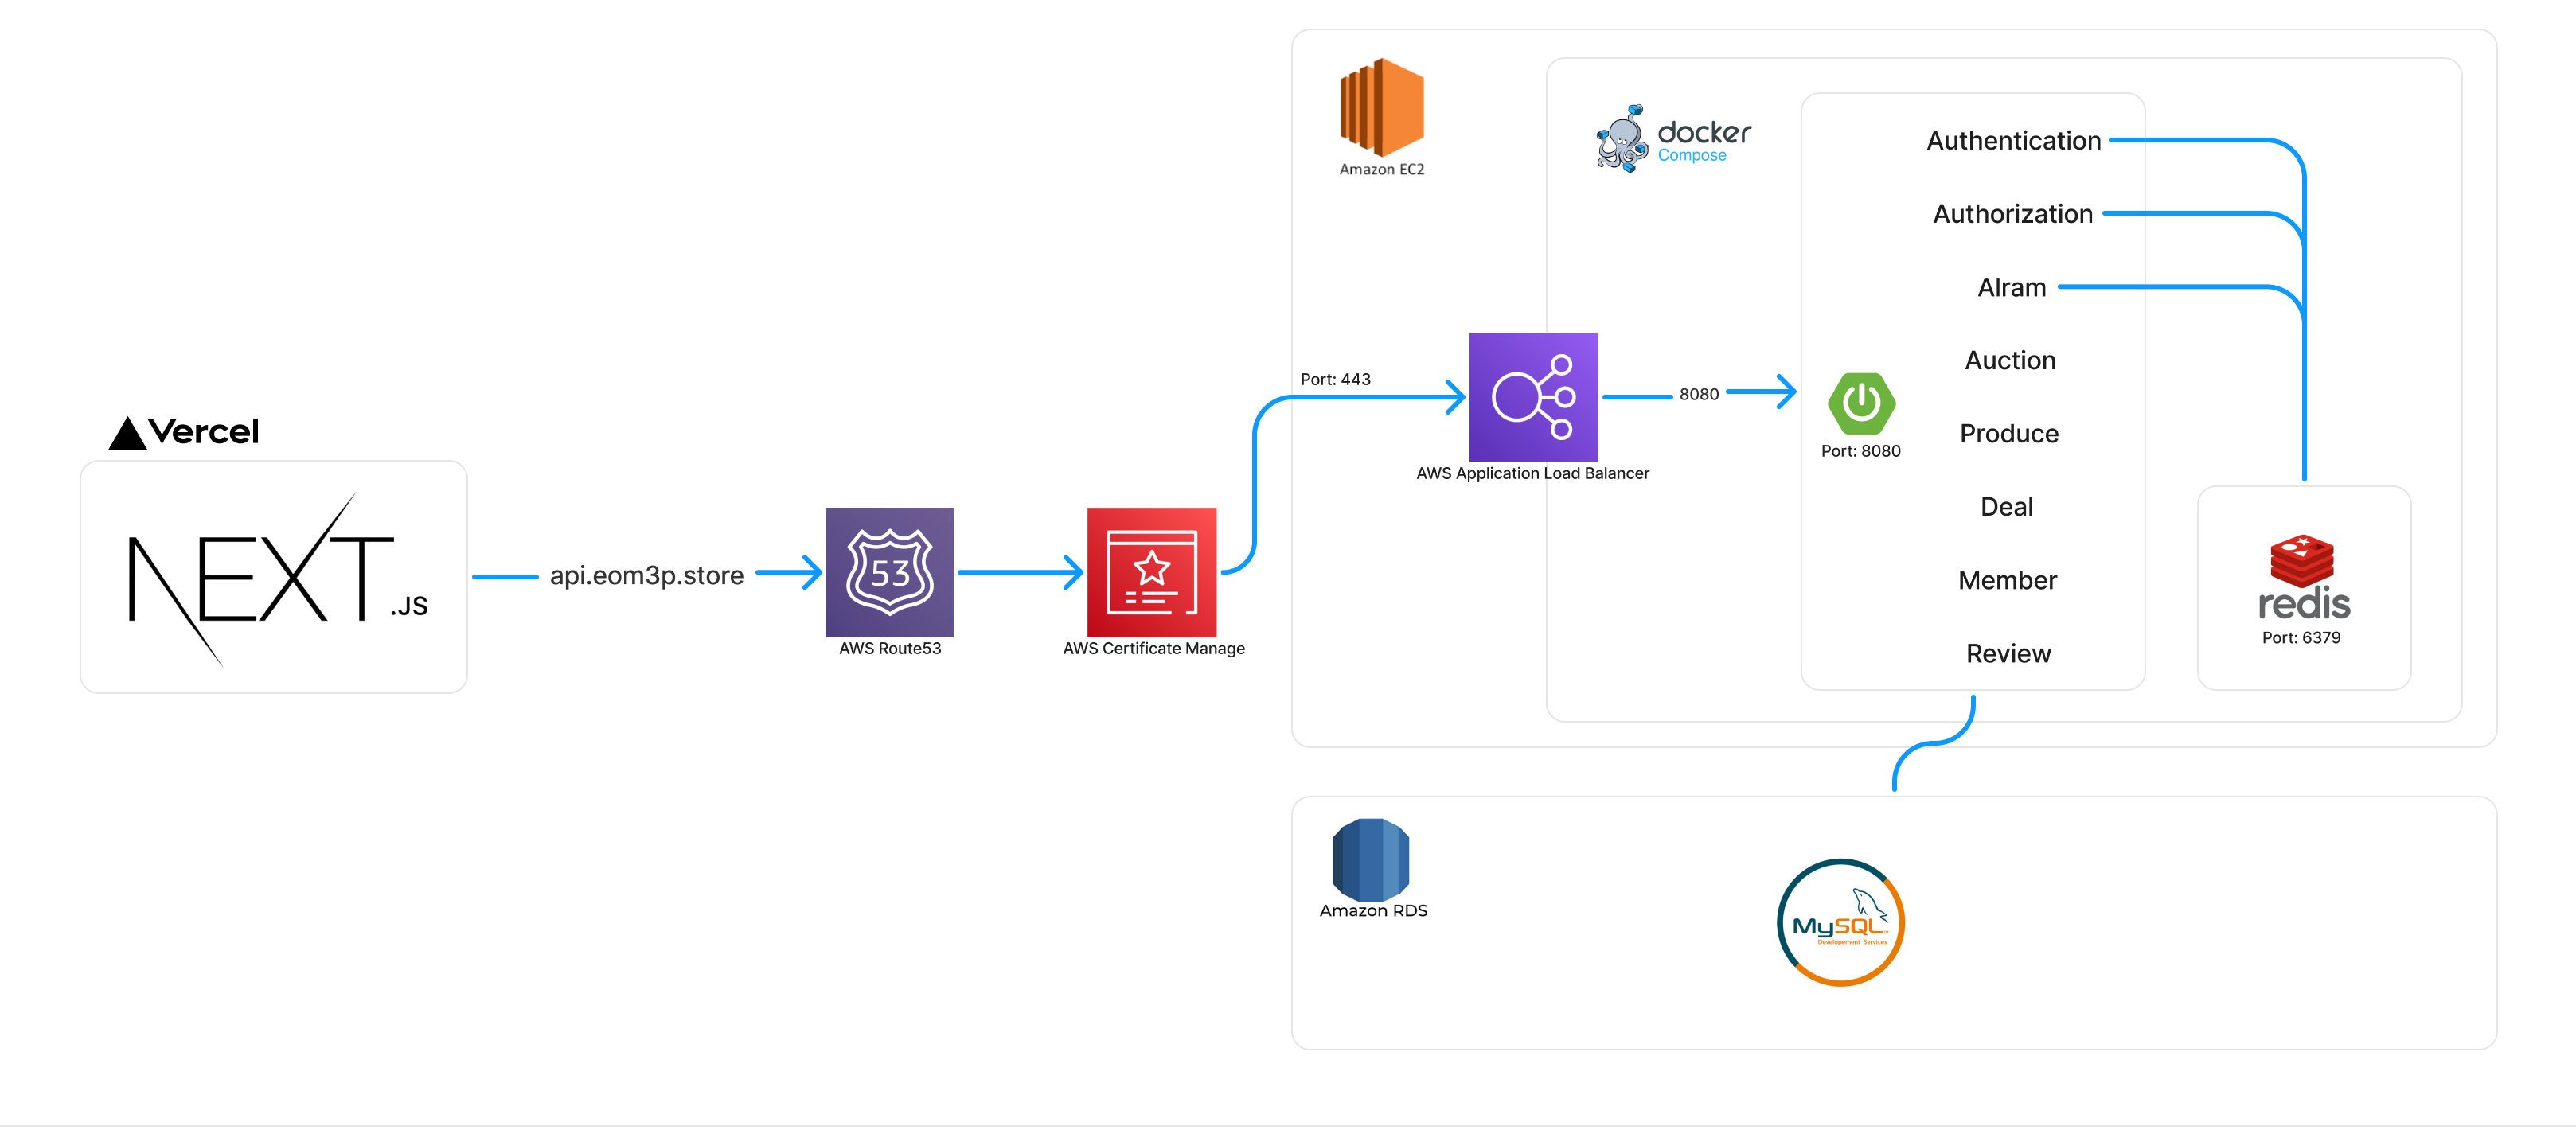 Vercel
NEXT.JS
api.eom3p.store
53
AWS Route53
AWS Certificate Manage
Amazon EC2
Port: 443
AWS Application Load Balancer
8080
docker
Compose
Port: 8080
Authentication
Authorization
Alram
Auction
Produce
Deal
Member
Review
redis
Port: 6379
Amazon RDS
MySQL
Developement Services